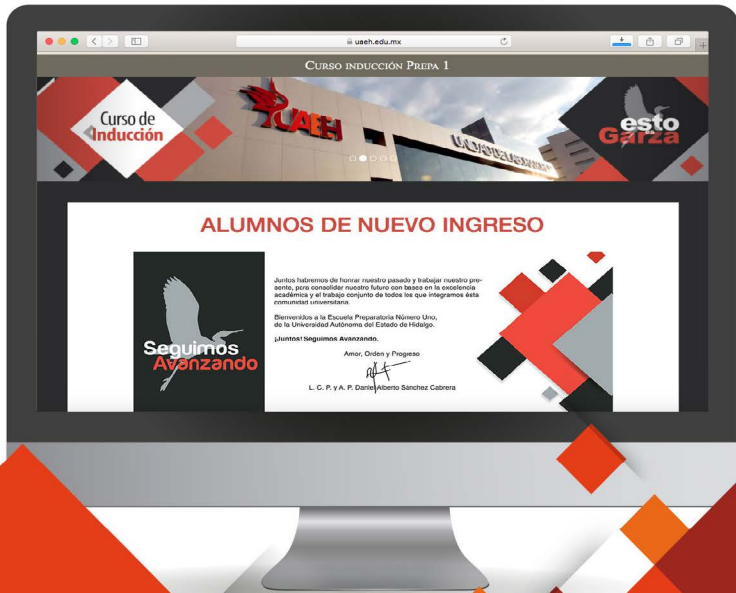 uaeh.edu.mx
CURSO INDUCCIÓN PREPA 1
Curso de
Inducción
UAEH
esto
es
Garza
ALUMNOS DE NUEVO INGRESO
Juntos habremos de honrar nuestro pasado y trabajar nuestro pre-
sente, para consolidar nuestro futuro con bases en la excelencia
académica y el trabajo conjunto de todos los que integramos ésta
comunidad universitaria.
Bienvenidos a la Escuela Preparatoria Número Uno,
de la Universidad Autónoma del Estado de Hidalgo.
¡Juntos! Seguimos Avanzando.
Amor, Orden y Progreso
L. C. P. y A. P. Daniel Alberto Sánchez Cabrera
Seguimos
Avanzando